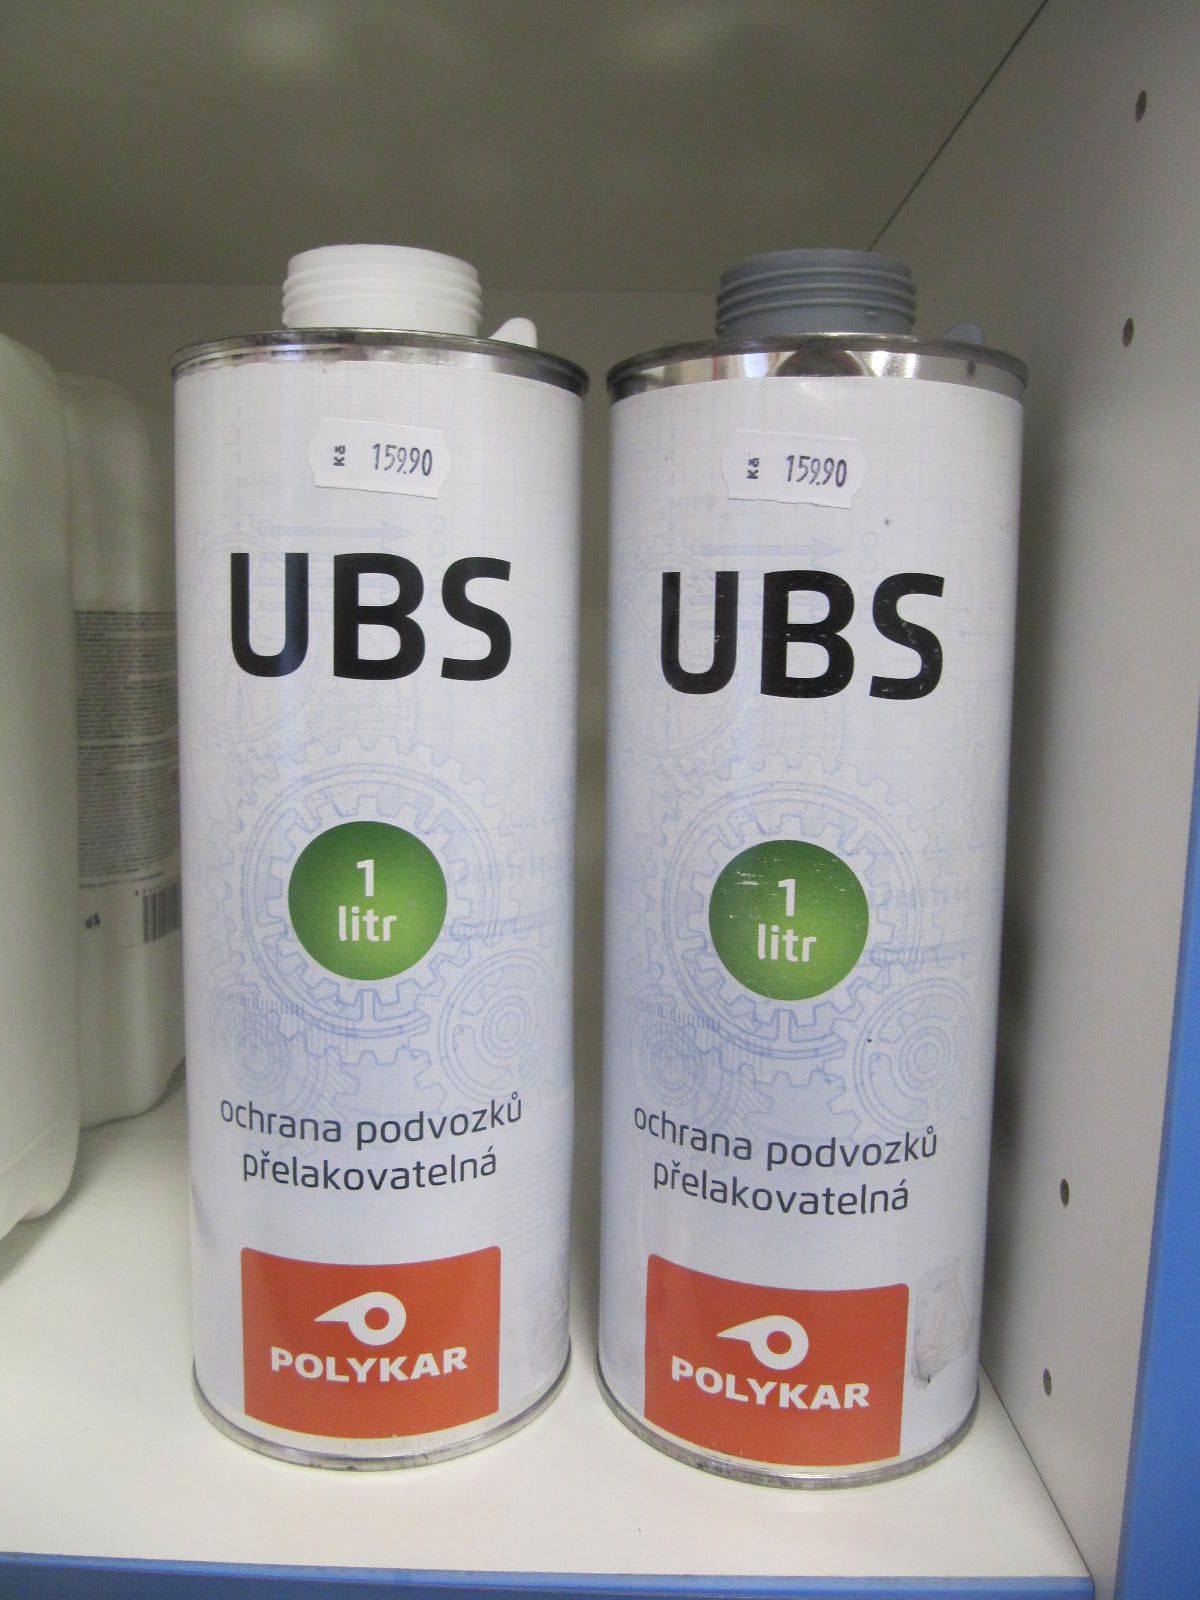 Kč 159.90
UBS
1
litr
ochrana podvozků
přelakovatelná
POLYKAR
Kč 159.90
UBS
1
litr
ochrana podvozků
přelakovatelná
POLYKAR